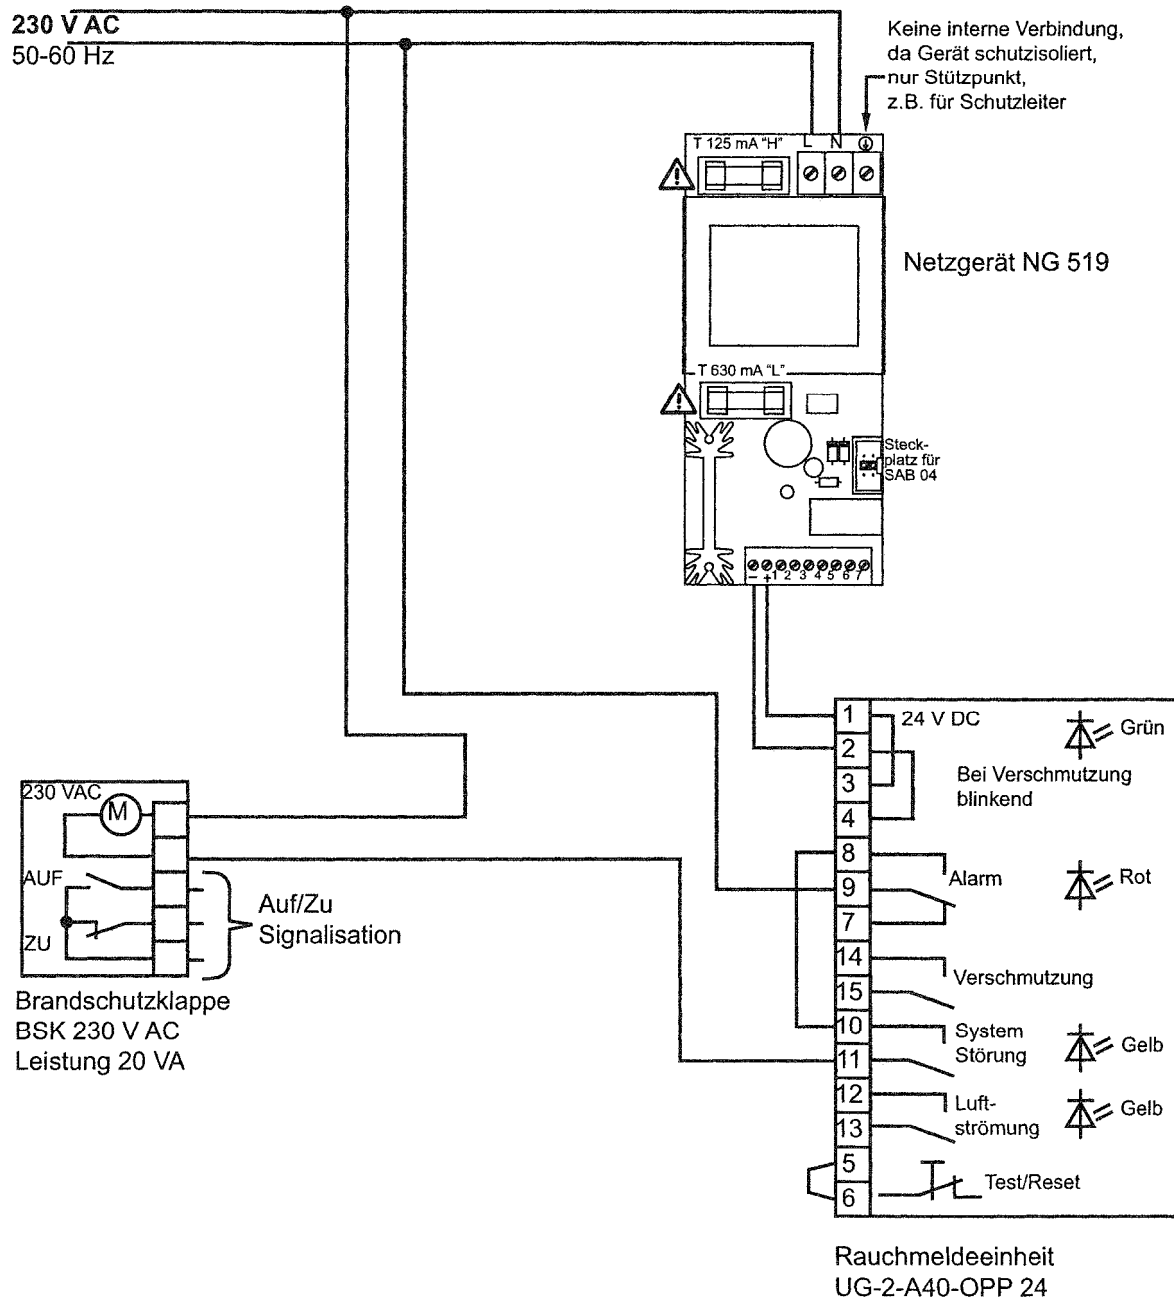 230 V AC
50-60 Hz
Keine interne Verbindung,
da Gerät schutzisoliert,
nur Stützpunkt,
z.B. für Schutzleiter
T 125 mA "H" L N
Netzgerät NG 519
T 630 mA "L"
Steck-
platz für
SAB 04
− + 1 2 3 4 5 6 7
1 24 V DC Grün
2
3 Bei Verschmutzung
blinkend
4
8
Alarm Rot
9
7
14
Verschmutzung
15
10 System
Störung Gelb
11
12 Luft-
strömung Gelb
13
5
Test/Reset
6
230 VAC
M
AUF
ZU
Auf/Zu
Signalisation
Brandschutzklappe
BSK 230 V AC
Leistung 20 VA
Rauchmeldeeinheit
UG-2-A40-OPP 24